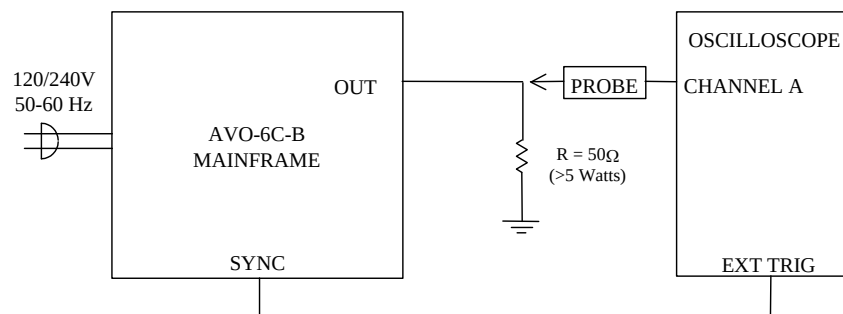 120/240V
50-60 Hz
AVO-6C-B
MAINFRAME
OUT
SYNC
PROBE
R = 50Ω
(>5 Watts)
OSCILLOSCOPE
CHANNEL A
EXT TRIG